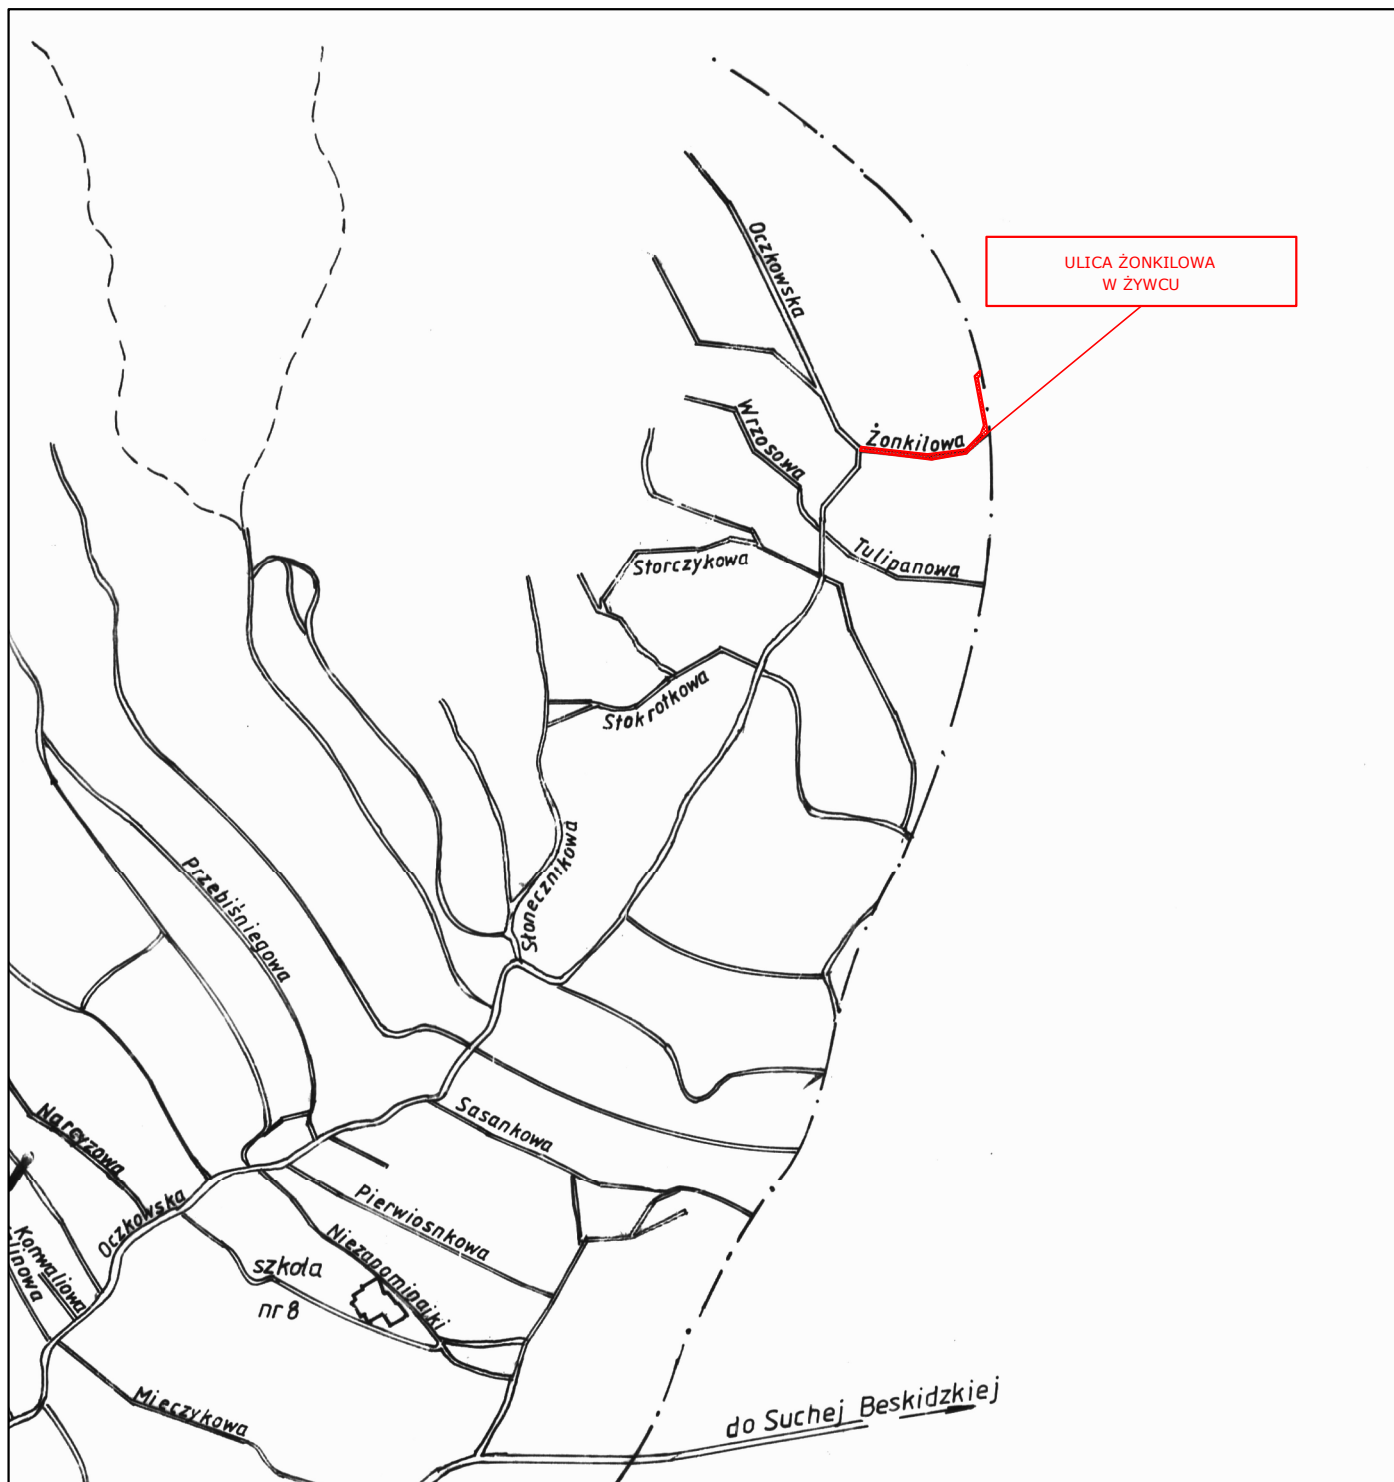 Oczkowska
ULICA ŻONKILOWA
W ŻYWCU
Wrzosowa
Żonkilowa
Tulipanowa
Storczykowa
Stokrotkowa
Słonecznikowa
Przebiśniegowa
Narcyzowa
Sasankowa
Oczkowska
Pierwiosnkowa
Niezapominajki
Konwaliowa
szkoła
nr 8
Mieczykowa
do Suchej Beskidzkiej